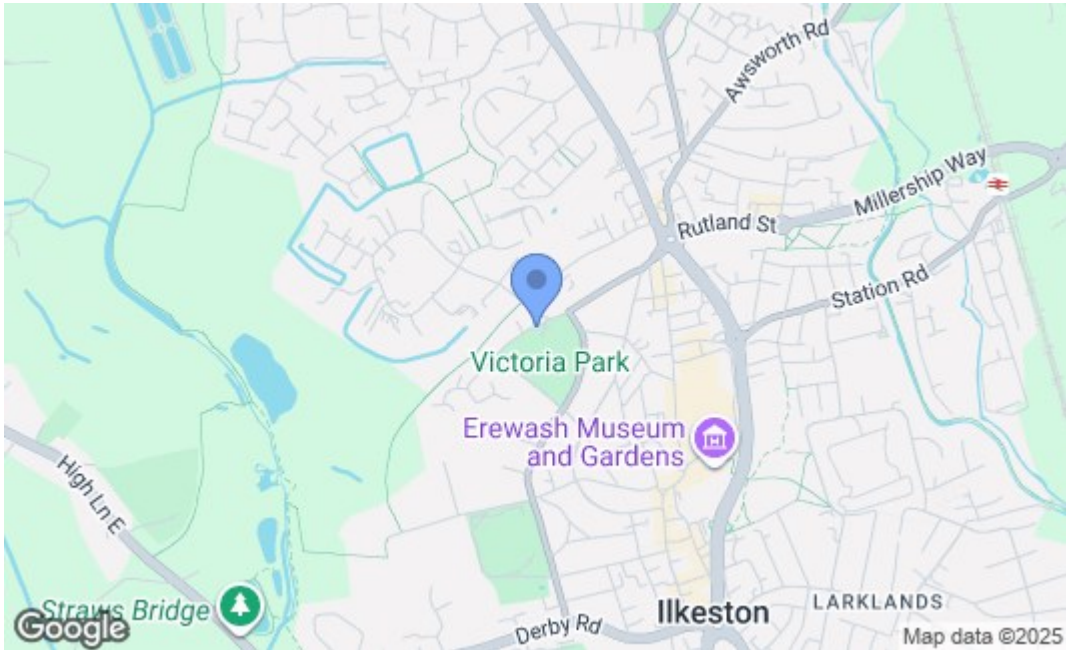 Awsworth Rd
Millership Way
Rutland St
Station Rd
Victoria Park
Erewash Museum
and Gardens
High Ln E
Straws Bridge
Ilkeston
LARKLANDS
Derby Rd
Google
Map data ©2025